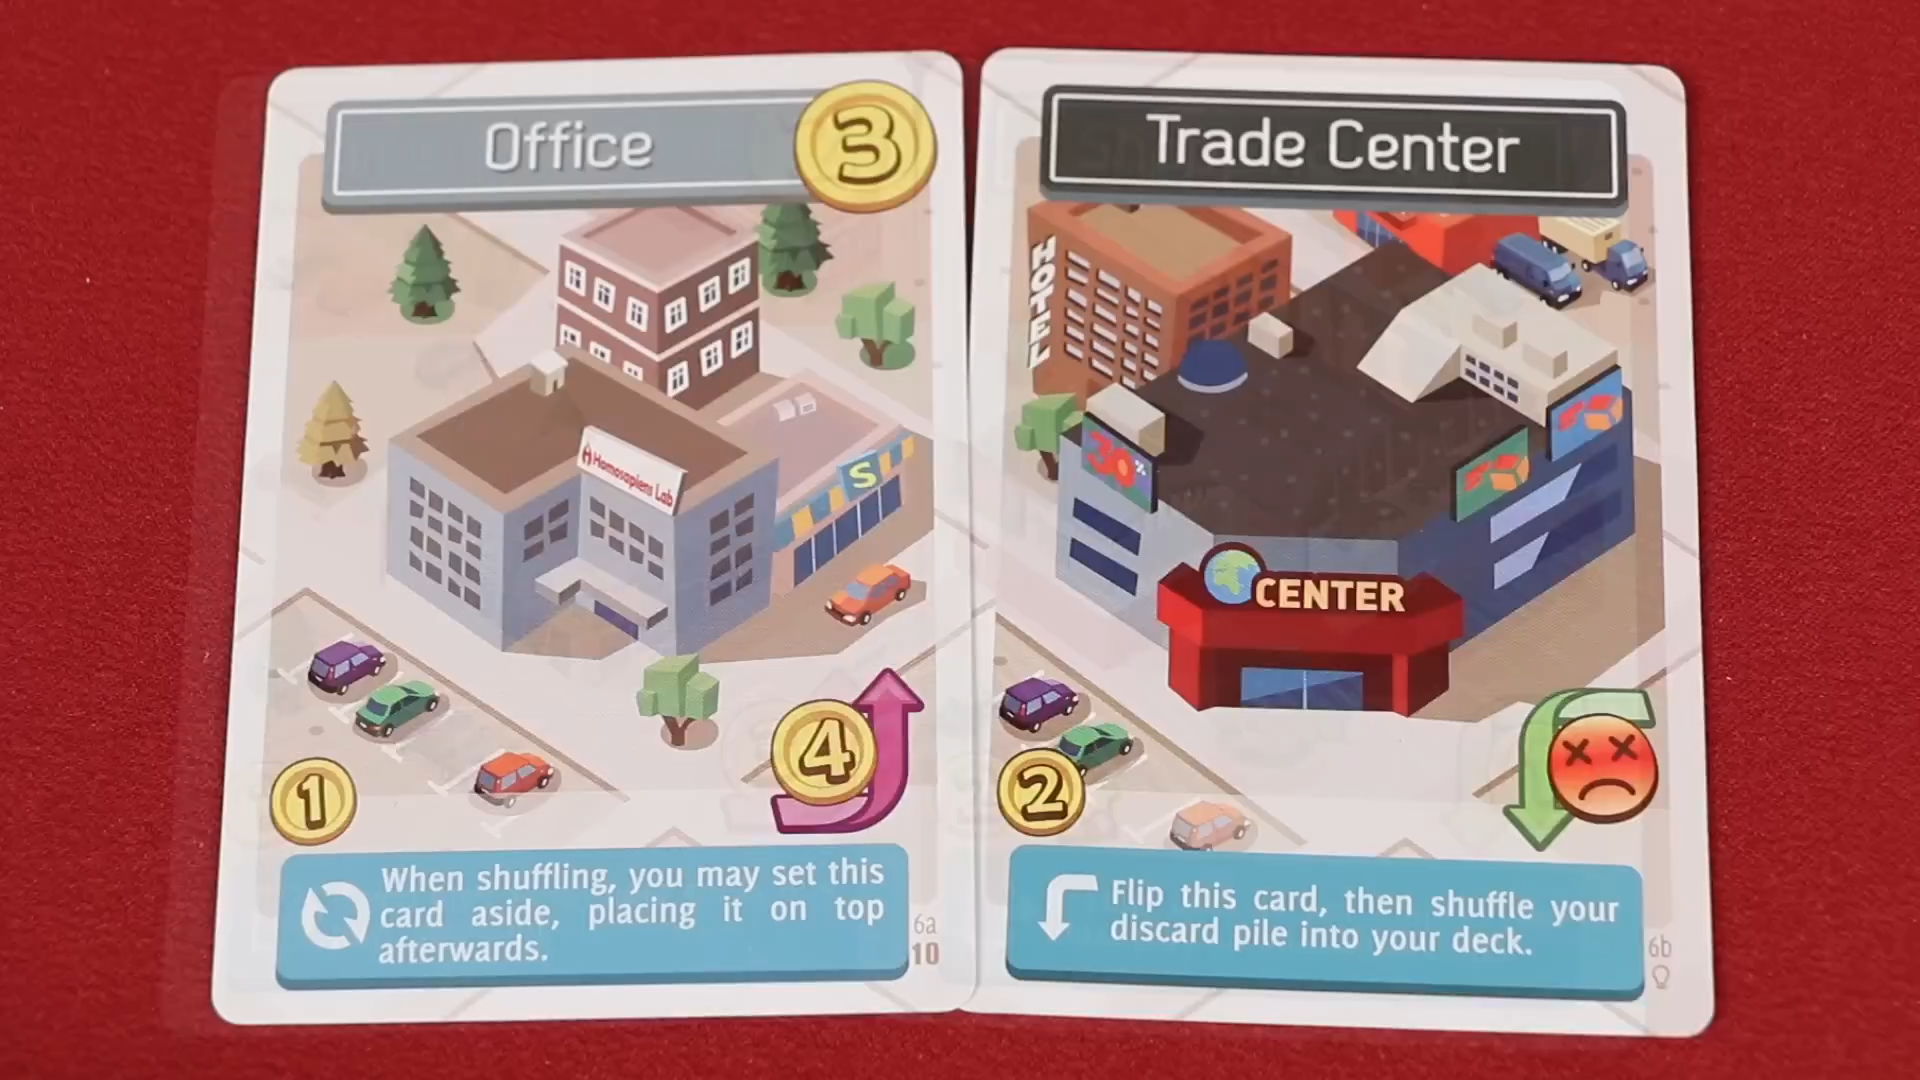 Office
3
Homosapiens Lab
S
1
4
When shuffling, you may set this
card aside, placing it on top
afterwards.
6a
10
Trade Center
HOTEL
30%
CENTER
2
Flip this card, then shuffle your
discard pile into your deck.
6b